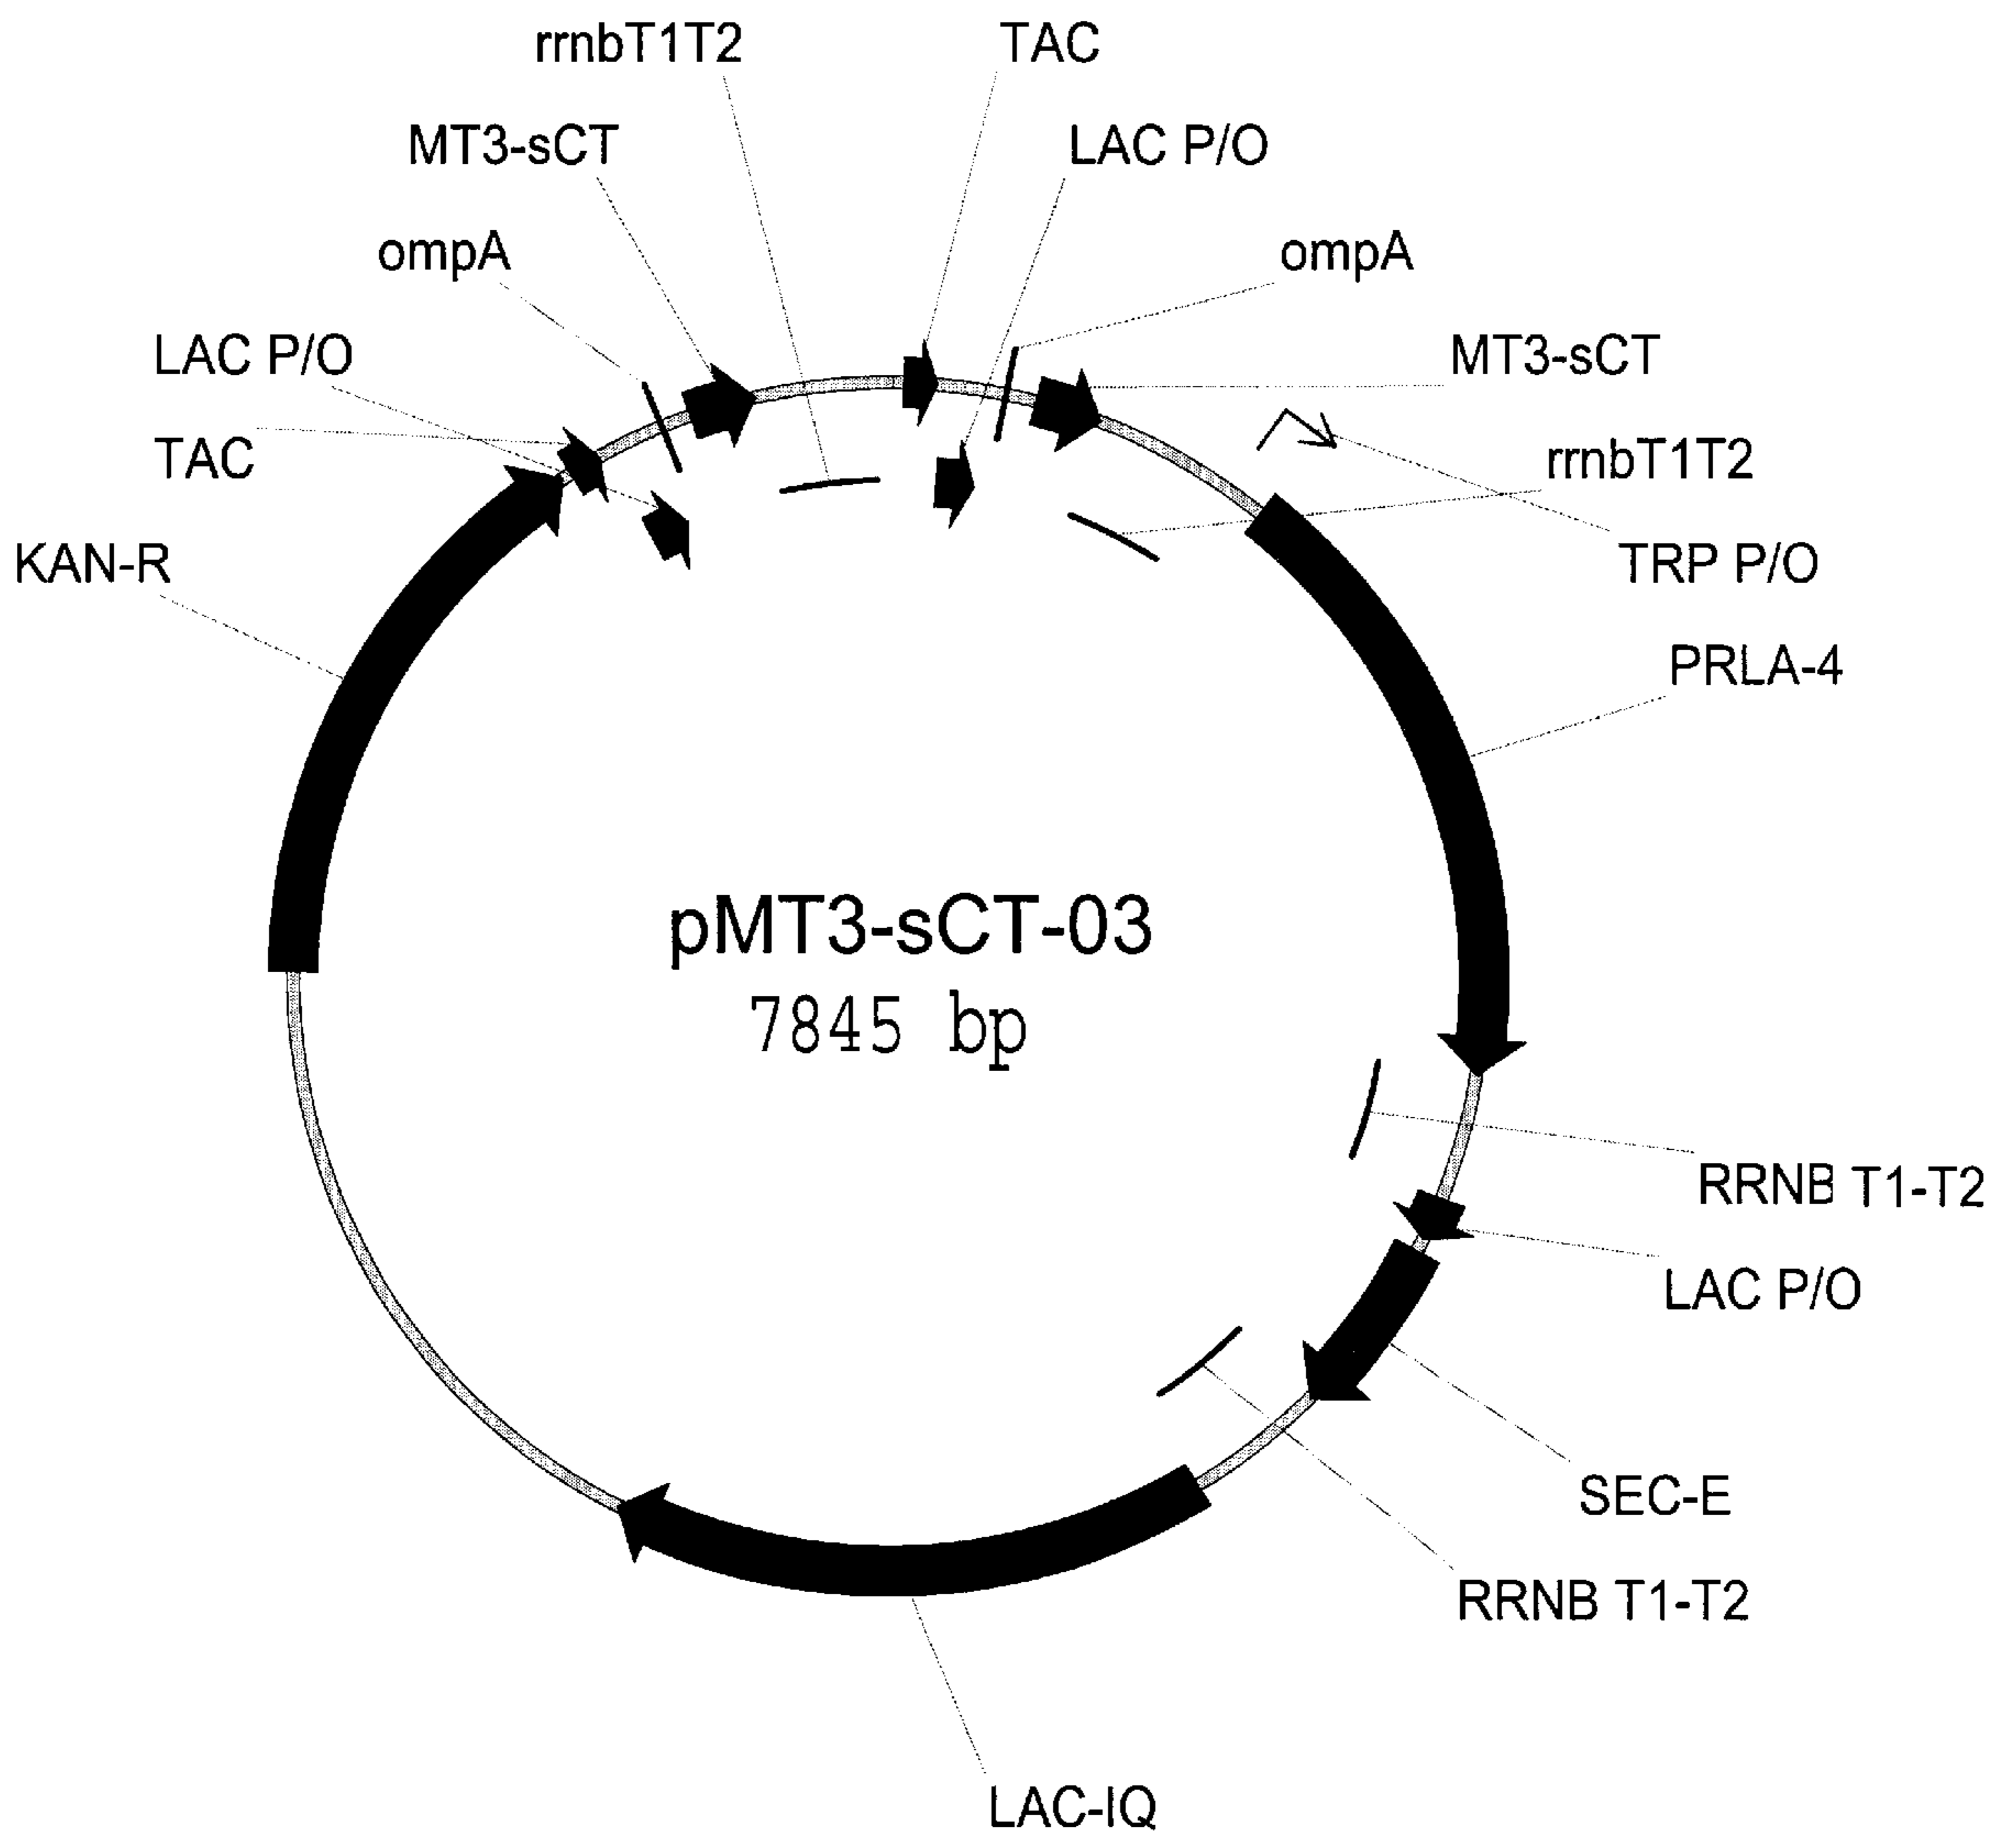 rrnbT1T2
TAC
MT3-sCT
LAC P/O
ompA
ompA
LAC P/O
MT3-sCT
TAC
rrnbT1T2
KAN-R
TRP P/O
PRLA-4
pMT3-sCT-03
7845 bp
RRNB T1-T2
LAC P/O
SEC-E
RRNB T1-T2
LAC-IQ